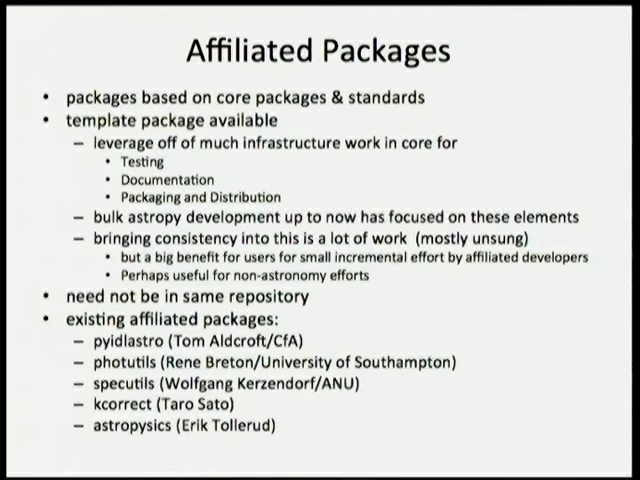 Affiliated Packages
• packages based on core packages & standards
• template package available
– leverage off of much infrastructure work in core for
• Testing
• Documentation
• Packaging and Distribution
– bulk astropy development up to now has focused on these elements
– bringing consistency into this is a lot of work (mostly unsung)
• but a big benefit for users for small incremental effort by affiliated developers
• Perhaps useful for non-astronomy efforts
• need not be in same repository
• existing affiliated packages:
– pyidlastro (Tom Aldcroft/CfA)
– photutils (Rene Breton/University of Southampton)
– specutils (Wolfgang Kerzendorf/ANU)
– kcorrect (Taro Sato)
– astropysics (Erik Tollerud)